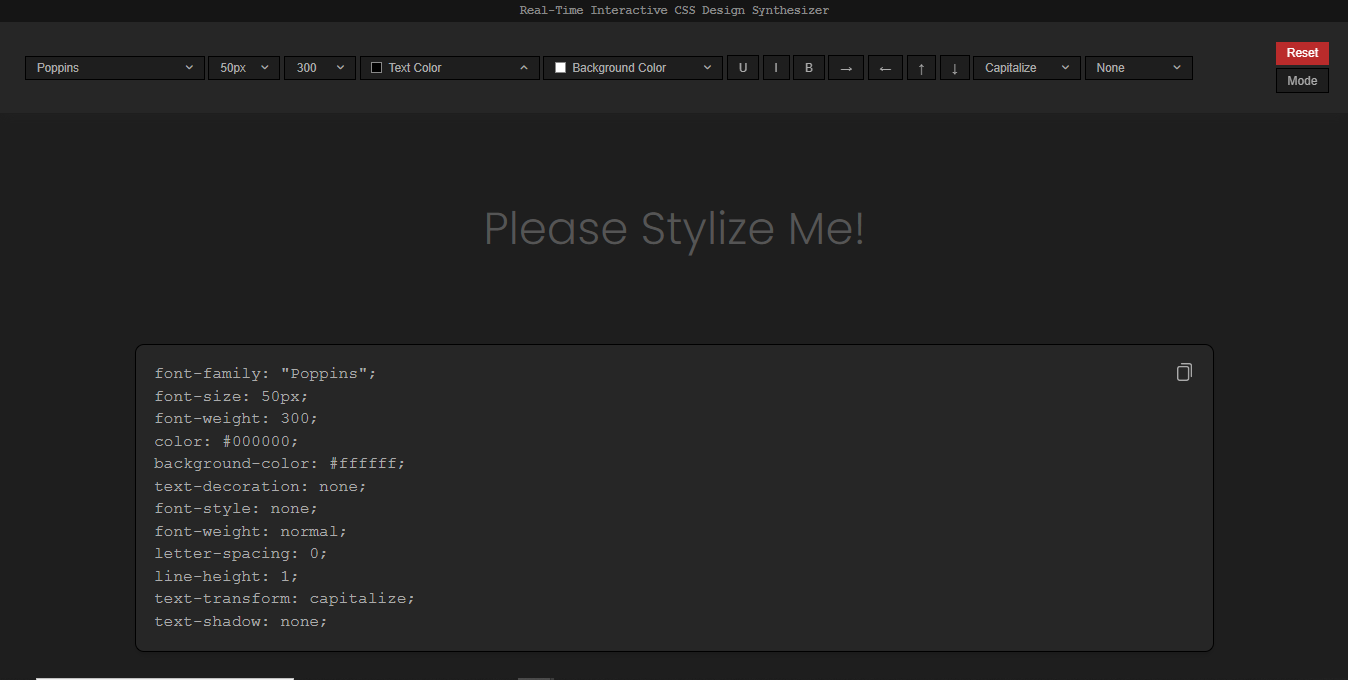 Real-Time Interactive CSS Design Synthesizer
Reset
Poppins 50px 300 Text Color Background Color U I B → ← ↑ ↓ Capitalize None
Mode
Please Stylize Me!
font-family: "Poppins";
font-size: 50px;
font-weight: 300;
color: #000000;
background-color: #ffffff;
text-decoration: none;
font-style: none;
font-weight: normal;
letter-spacing: 0;
line-height: 1;
text-transform: capitalize;
text-shadow: none;